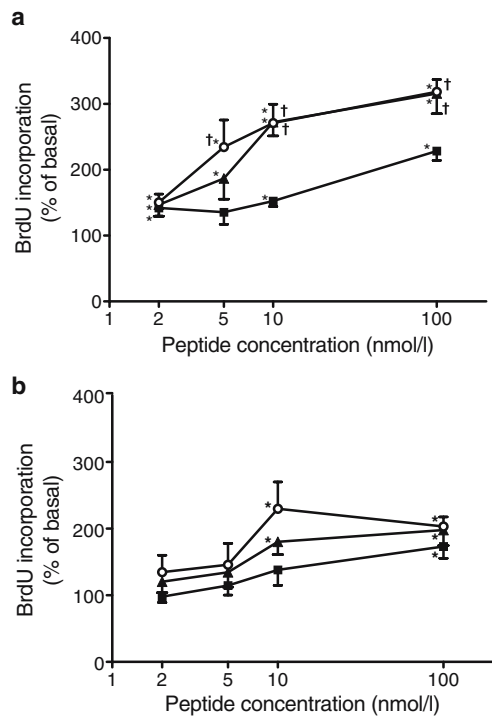 a
400
300
200
100
0
BrdU incorporation
(% of basal)
* * *
† *
*
* †
* †
*
* †
* †
*
1 2 5 10 100
Peptide concentration (nmol/l)
b
400
300
200
100
0
BrdU incorporation
(% of basal)
*
*
*
*
*
1 2 5 10 100
Peptide concentration (nmol/l)